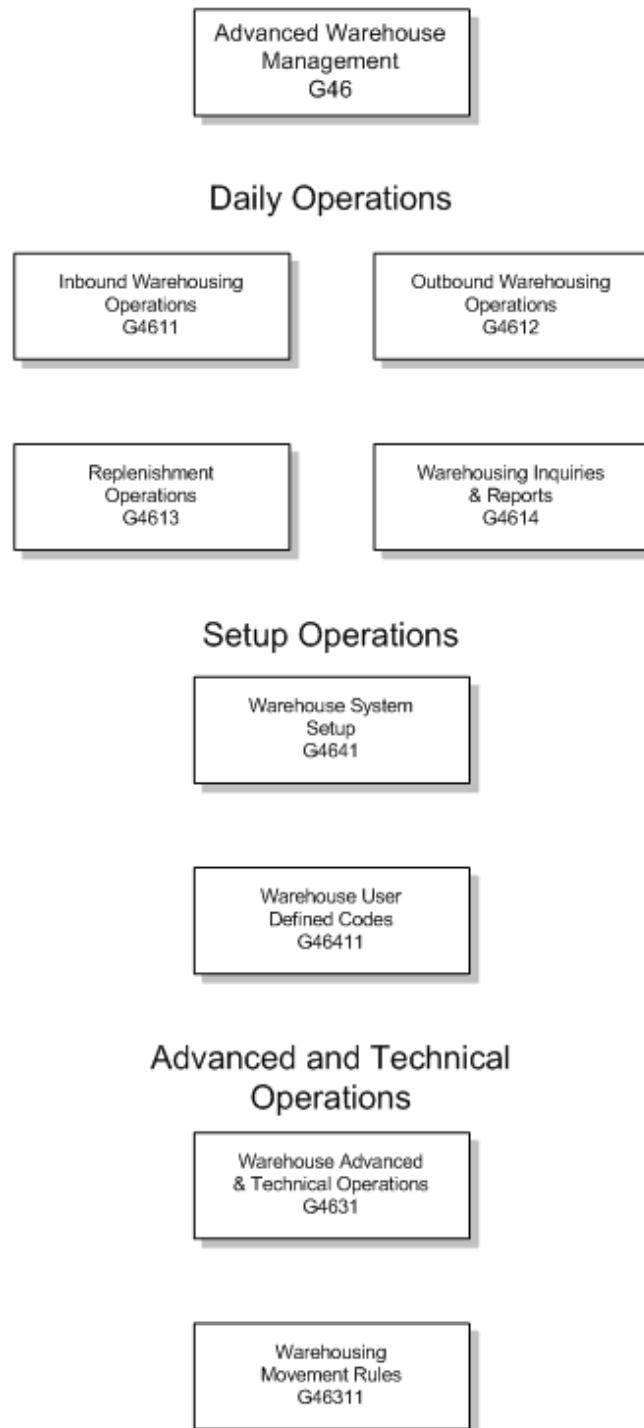 Advanced Warehouse
Management
G46
Daily Operations
Inbound Warehousing
Operations
G4611
Outbound Warehousing
Operations
G4612
Replenishment
Operations
G4613
Warehousing Inquiries
& Reports
G4614
Setup Operations
Warehouse System
Setup
G4641
Warehouse User
Defined Codes
G46411
Advanced and Technical
Operations
Warehouse Advanced
& Technical Operations
G4631
Warehousing
Movement Rules
G46311